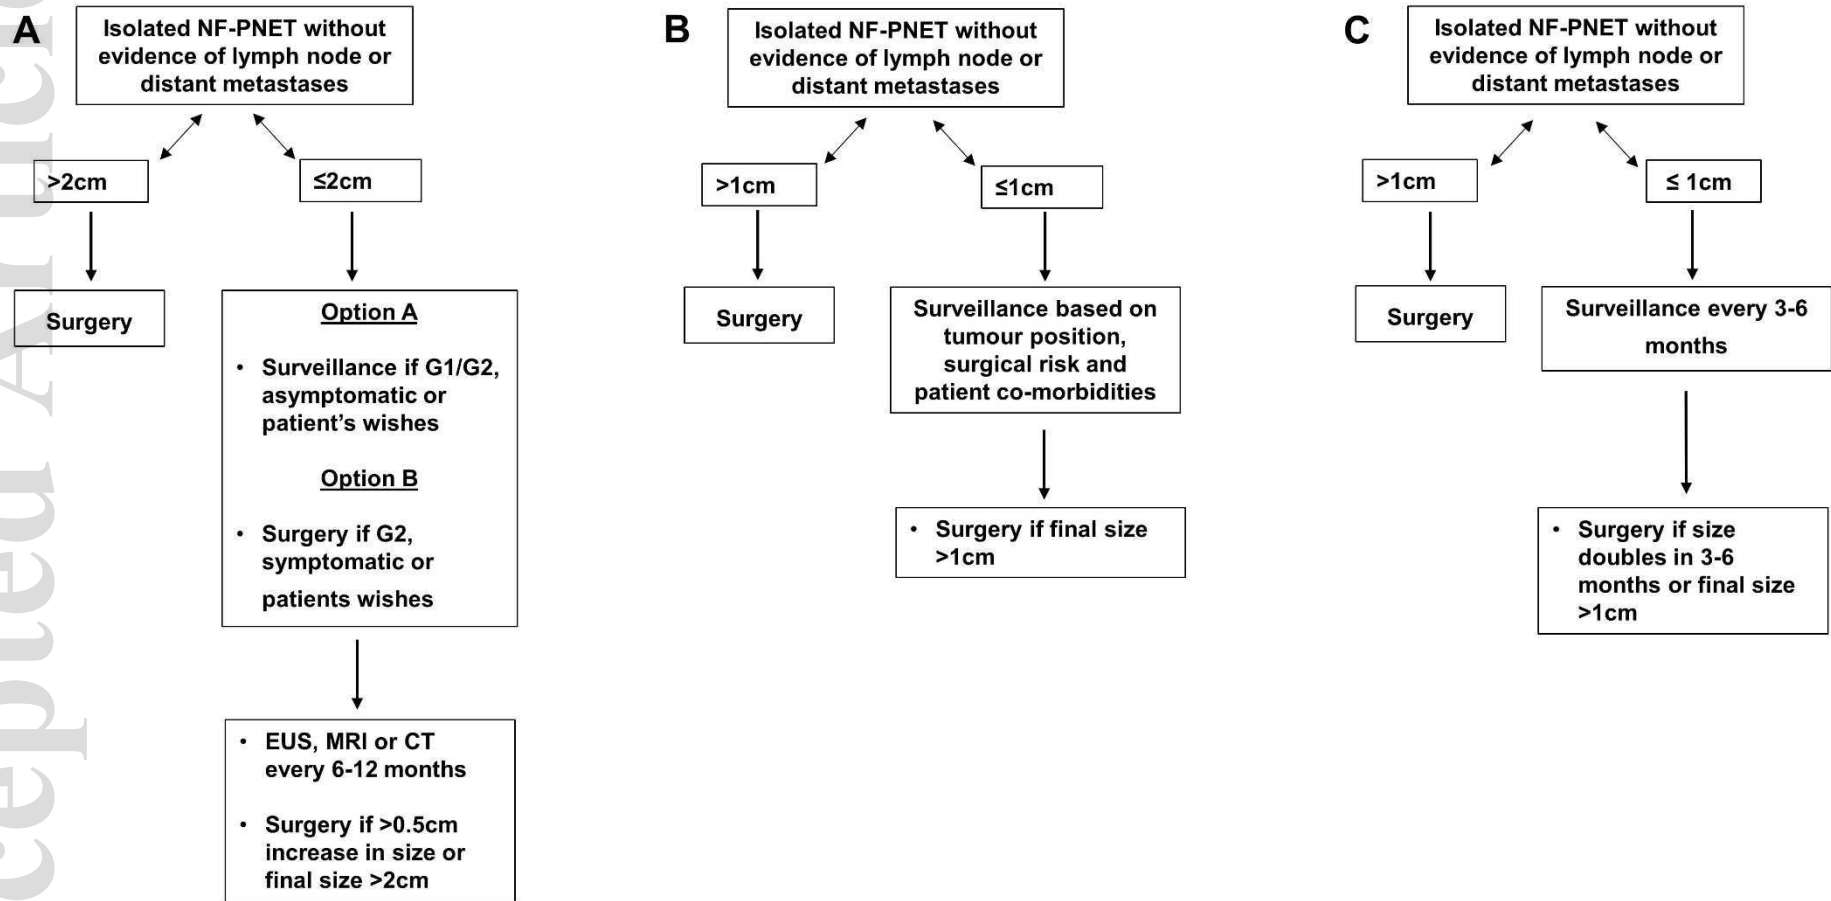 A
Isolated NF-PNET without
evidence of lymph node or
distant metastases
>2cm
≤2cm
Surgery
Option A
• Surveillance if G1/G2,
asymptomatic or
patient’s wishes
Option B
• Surgery if G2,
symptomatic or
patients wishes
• EUS, MRI or CT
every 6-12 months
• Surgery if >0.5cm
increase in size or
final size >2cm
B
Isolated NF-PNET without
evidence of lymph node or
distant metastases
>1cm
≤1cm
Surgery
Surveillance based on
tumour position,
surgical risk and
patient co-morbidities
• Surgery if final size
>1cm
C
Isolated NF-PNET without
evidence of lymph node or
distant metastases
>1cm
≤ 1cm
Surgery
Surveillance every 3-6
months
• Surgery if size
doubles in 3-6
months or final size
>1cm